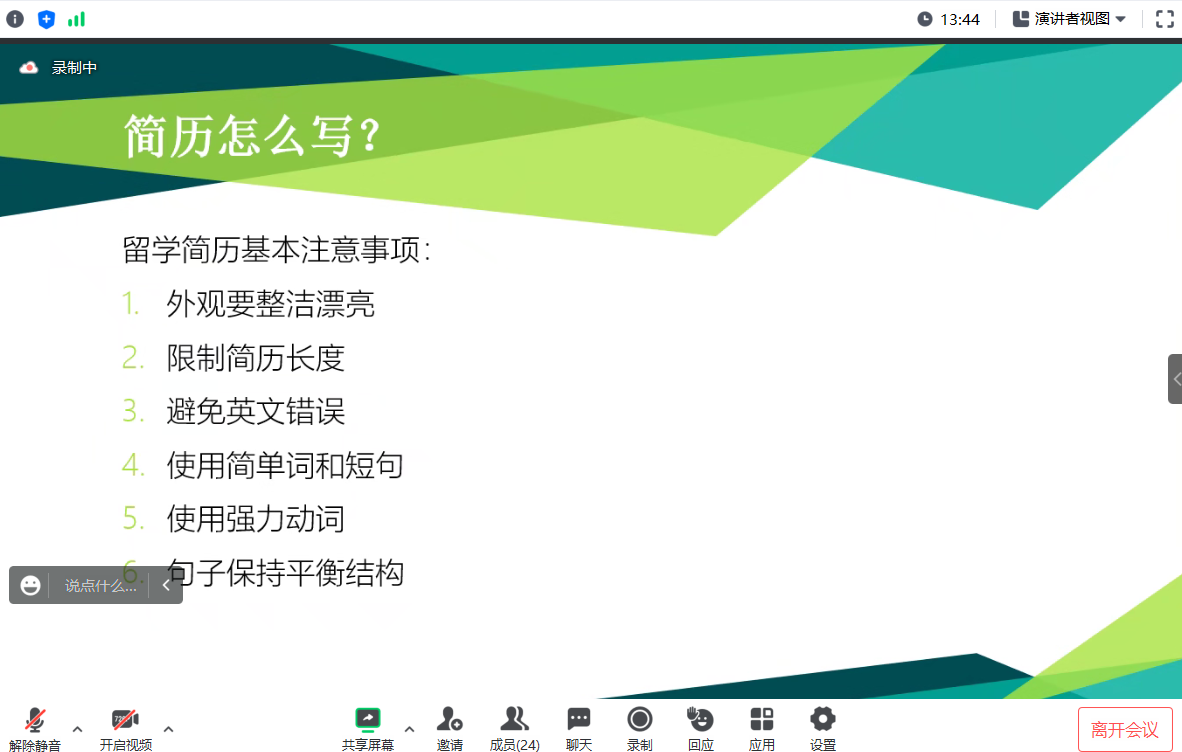 13:44
演讲者视图
录制中
简历怎么写？
留学简历基本注意事项：
1. 外观要整洁漂亮
2. 限制简历长度
3. 避免英文错误
4. 使用简单词和短句
5. 使用强力动词
6. 句子保持平衡结构
说点什么...
解除静音
开启视频
共享屏幕
邀请
成员(24)
聊天
录制
回应
应用
设置
离开会议